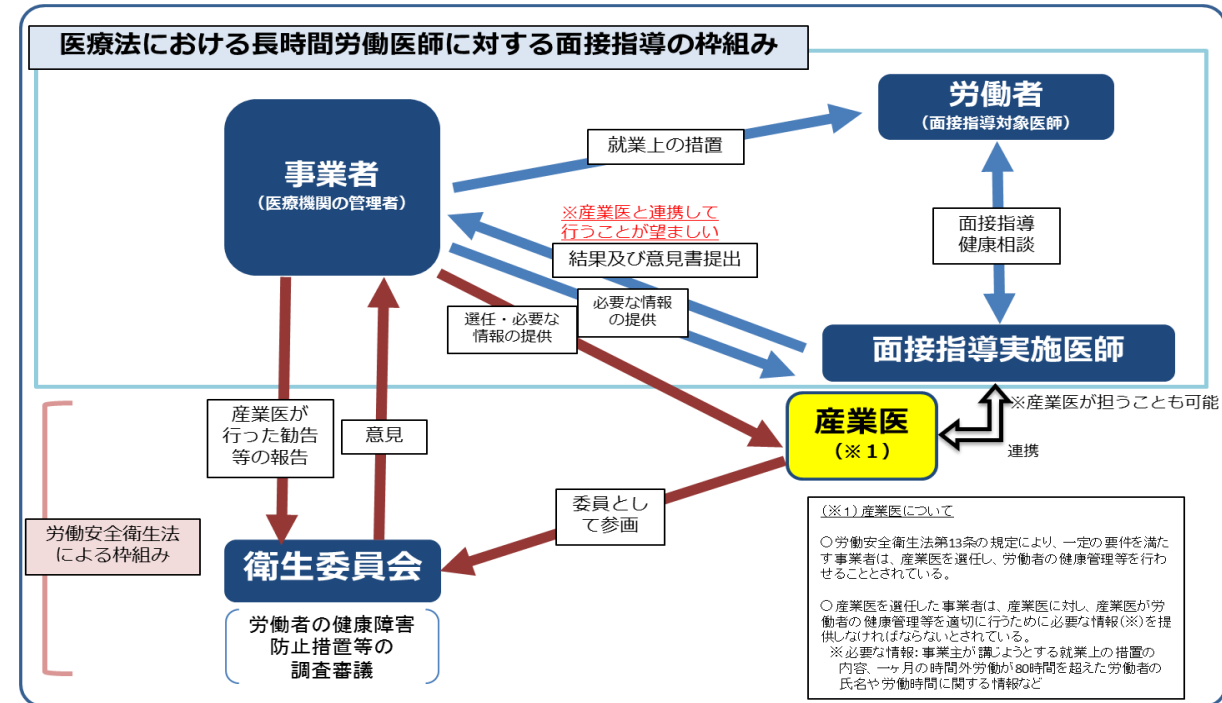 医療法における長時間労働医師に対する面接指導の枠組み
労働者
（面接指導対象医師）
就業上の措置
事業者
（医療機関の管理者）
※産業医と連携して
行うことが望ましい
結果及び意見書提出
面接指導
健康相談
必要な情報
の提供
選任・必要な
情報の提供
面接指導実施医師
※産業医が担うことも可能
産業医
（※１）
連携
産業医が
行った勧告
等の報告
意見
委員とし
て参画
労働安全衛生法
による枠組み
衛生委員会
労働者の健康障害
防止措置等の
調査審議
（※１）産業医について
○労働安全衛生法第13条の規定により、一定の要件を満た
す事業者は、産業医を選任し、労働者の健康管理等を行わ
せることとされている。
○産業医を選任した事業者は、産業医に対し、産業医が労
働者の健康管理等を適切に行うために必要な情報(※)を提
供しなければならないとされている。
※必要な情報：事業主が講じようとする就業上の措置の
内容、一ヶ月の時間外労働が80時間を超えた労働者の
氏名や労働時間に関する情報など